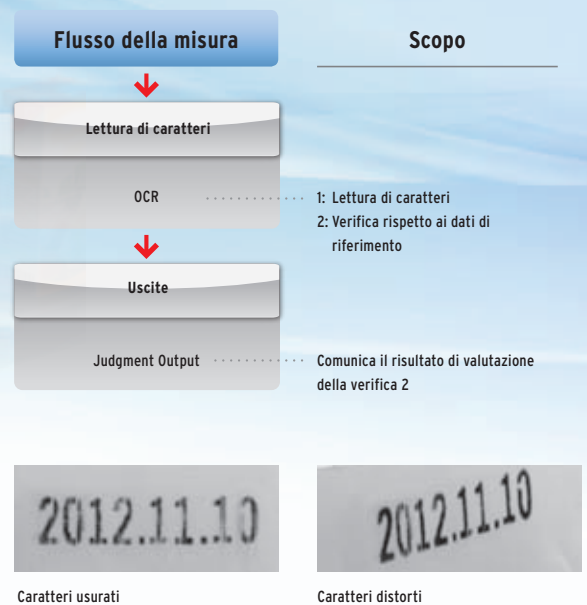 Flusso della misura
Scopo
Lettura di caratteri
OCR
1: Lettura di caratteri
2: Verifica rispetto ai dati di
riferimento
Uscite
Judgment Output
Comunica il risultato di valutazione
della verifica 2
2012.11.10
2012.11.10
Caratteri usurati
Caratteri distorti